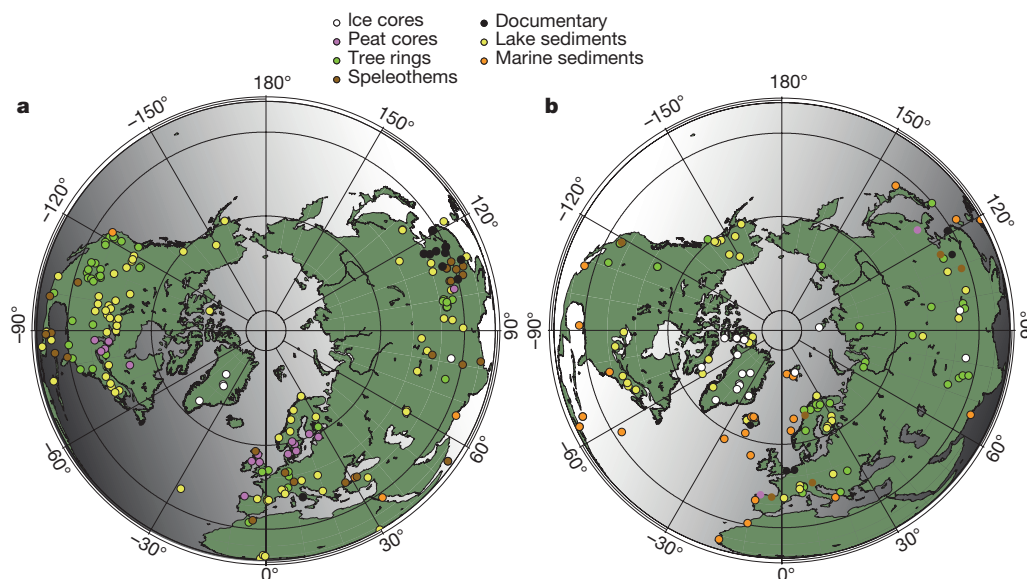 Ice cores
Peat cores
Tree rings
Speleothems
Documentary
Lake sediments
Marine sediments
a
180°
−150°
150°
−120°
120°
−90°
90°
−60°
60°
−30°
30°
0°
b
180°
−150°
150°
−120°
120°
−90°
90°
−60°
60°
−30°
30°
0°